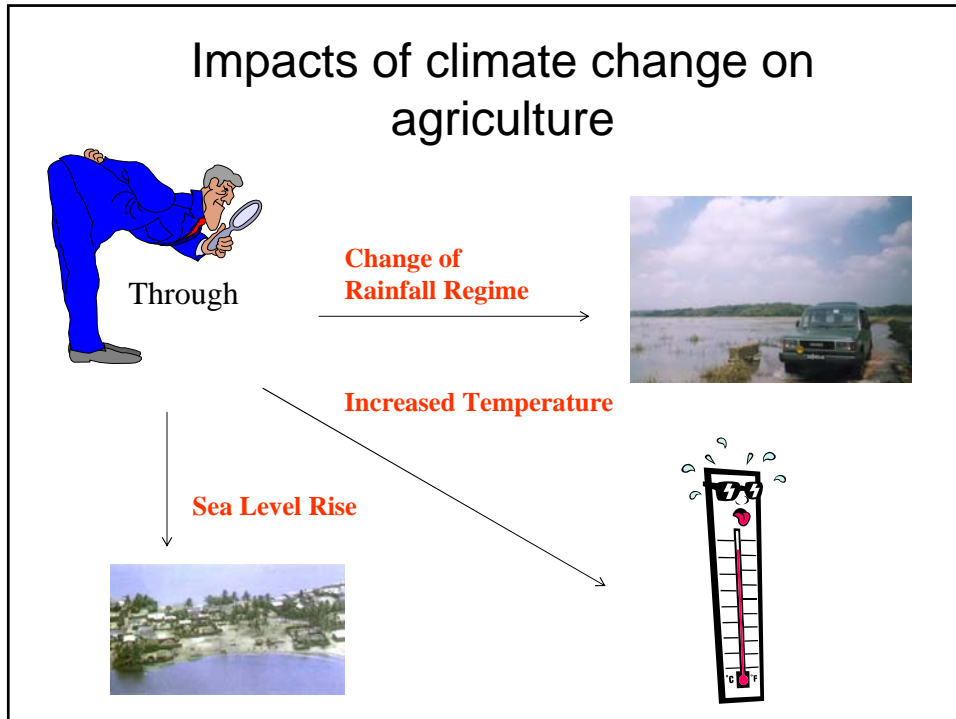 Impacts of climate change on
agriculture
Through
Change of
Rainfall Regime
Increased Temperature
Sea Level Rise
°C °F